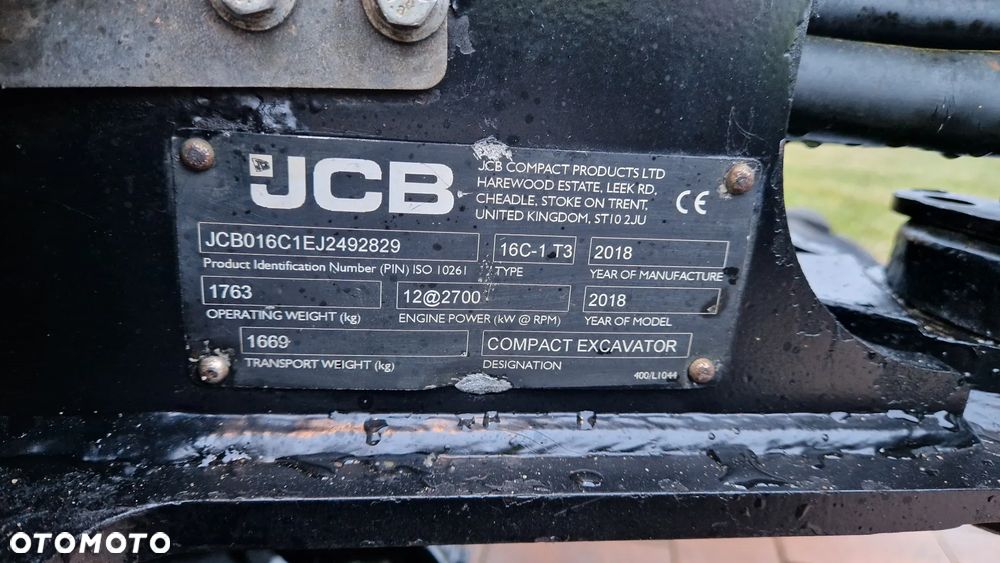 JCB
JCB COMPACT PRODUCTS LTD
HAREWOOD ESTATE, LEEK RD,
CHEADLE, STOKE ON TRENT,
UNITED KINGDOM, ST10 2JU
CE
JCB016C1EJ2492829
16C-1 T3
2018
Product Identification Number (PIN) ISO 10261
TYPE
YEAR OF MANUFACTURE
1763
12@2700
2018
OPERATING WEIGHT (kg)
ENGINE POWER (kW @ RPM)
YEAR OF MODEL
1669
COMPACT EXCAVATOR
TRANSPORT WEIGHT (kg)
DESIGNATION
400/L1044
OTOMOTO